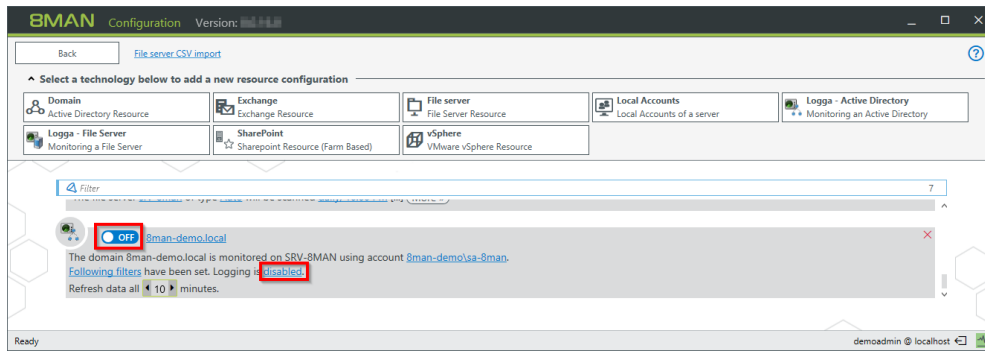 8MAN Configuration Version:
Back File server CSV import
Select a technology below to add a new resource configuration
Domain
Active Directory Resource
Exchange
Exchange Resource
File server
File Server Resource
Local Accounts
Local Accounts of a server
Logga - Active Directory
Monitoring an Active Directory
Logga - File Server
Monitoring a File Server
SharePoint
Sharepoint Resource (Farm Based)
vSphere
VMware vSphere Resource
Filter 7
OFF 8man-demo.local
The domain 8man-demo.local is monitored on SRV-8MAN using account 8man-demo\sa-8man.
Following filters have been set. Logging is disabled.
Refresh data all 10 minutes.
Ready demoadmin @ localhost